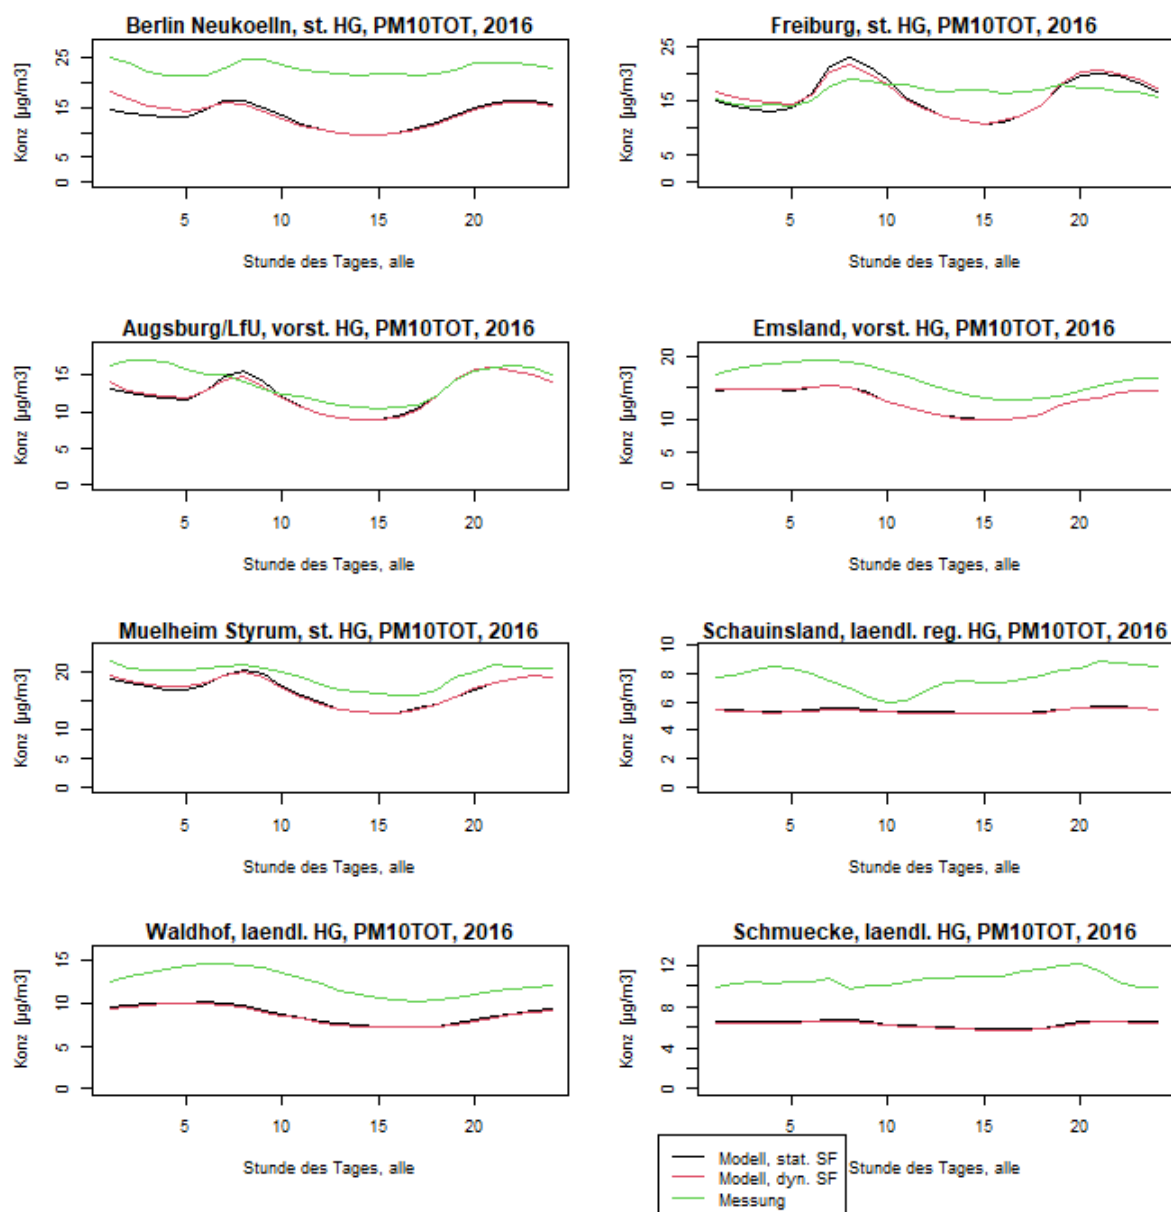 Berlin Neukoelln, st. HG, PM10TOT, 2016
Konz [µg/m3]
0 5 15 25
5 10 15 20
Stunde des Tages, alle
Freiburg, st. HG, PM10TOT, 2016
Konz [µg/m3]
0 5 15 25
5 10 15 20
Stunde des Tages, alle
Augsburg/LfU, vorst. HG, PM10TOT, 2016
Konz [µg/m3]
0 5 10 15
5 10 15 20
Stunde des Tages, alle
Emsland, vorst. HG, PM10TOT, 2016
Konz [µg/m3]
0 5 10 20
5 10 15 20
Stunde des Tages, alle
Muelheim Styrum, st. HG, PM10TOT, 2016
Konz [µg/m3]
0 5 10 20
5 10 15 20
Stunde des Tages, alle
Schauinsland, laendl. reg. HG, PM10TOT, 2016
Konz [µg/m3]
0 2 4 6 8 10
5 10 15 20
Stunde des Tages, alle
Waldhof, laendl. HG, PM10TOT, 2016
Konz [µg/m3]
0 5 10 15
5 10 15 20
Stunde des Tages, alle
Schmuecke, laendl. HG, PM10TOT, 2016
Konz [µg/m3]
0 4 8 12
5 10 15 20
Stunde des Tages, alle
Modell, stat. SF
Modell, dyn. SF
Messung